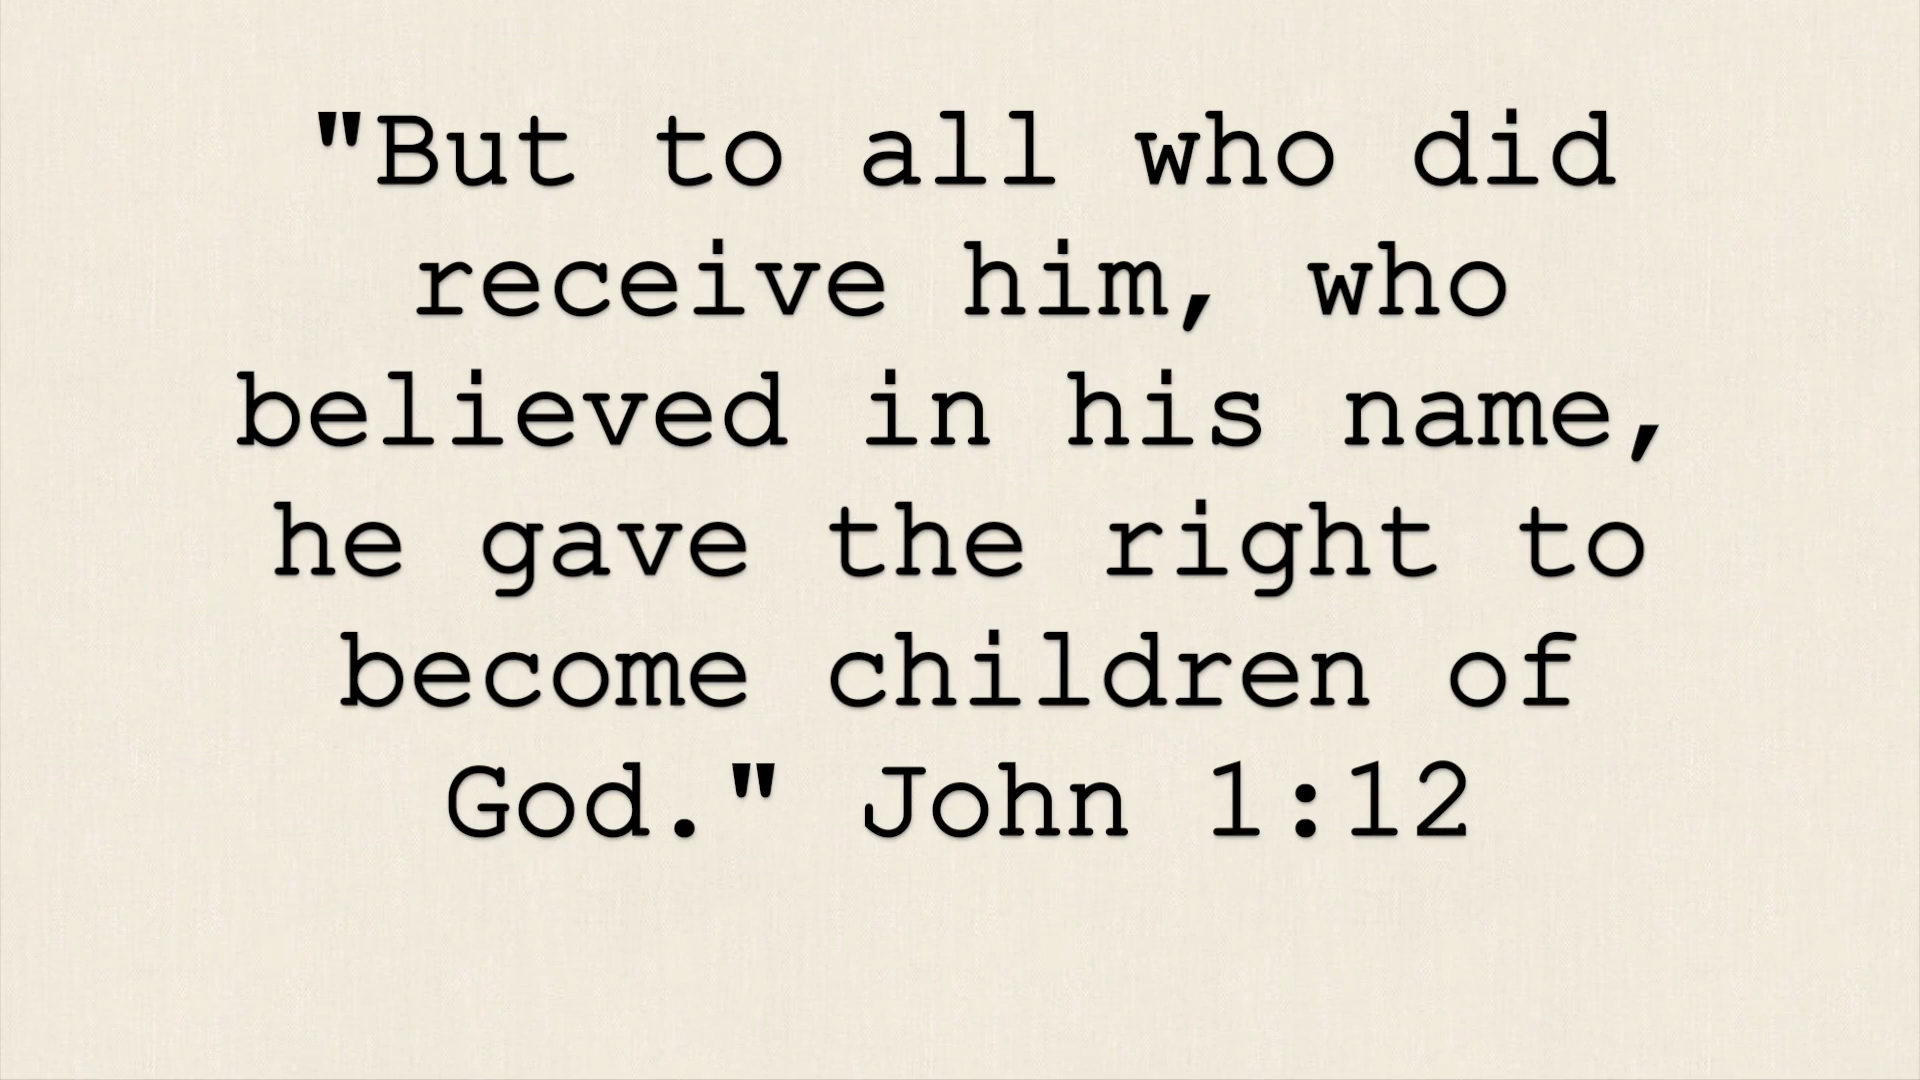 "But to all who did
receive him, who
believed in his name,
he gave the right to
become children of
God." John 1:12